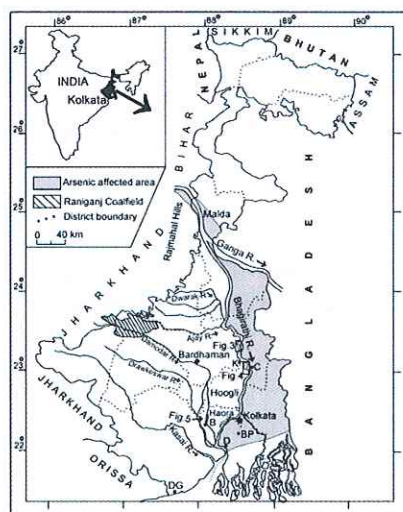 86° 87° 88° 89° 90°
27°
26°
25°
24°
23°
22°
NEPAL
SIKKIM
BHUTAN
ASSAM
INDIA
Kolkata
BIHAR
Arsenic affected area
Raniganj Coalfield
District boundary
0 40 km
JHARKHAND
Rajmahal Hills
Malda
Ganga R.
BANGLADESH
Dwarak R.
Bhagirathi R.
Ajay R.
Fig.3
Damodar R.
Bardhaman
K
C
Fig.4
JHARKHAND
Hoogli
Fig.5
Haora
B
Kolkata
D
BP
Kasai R.
ORISSA
DG